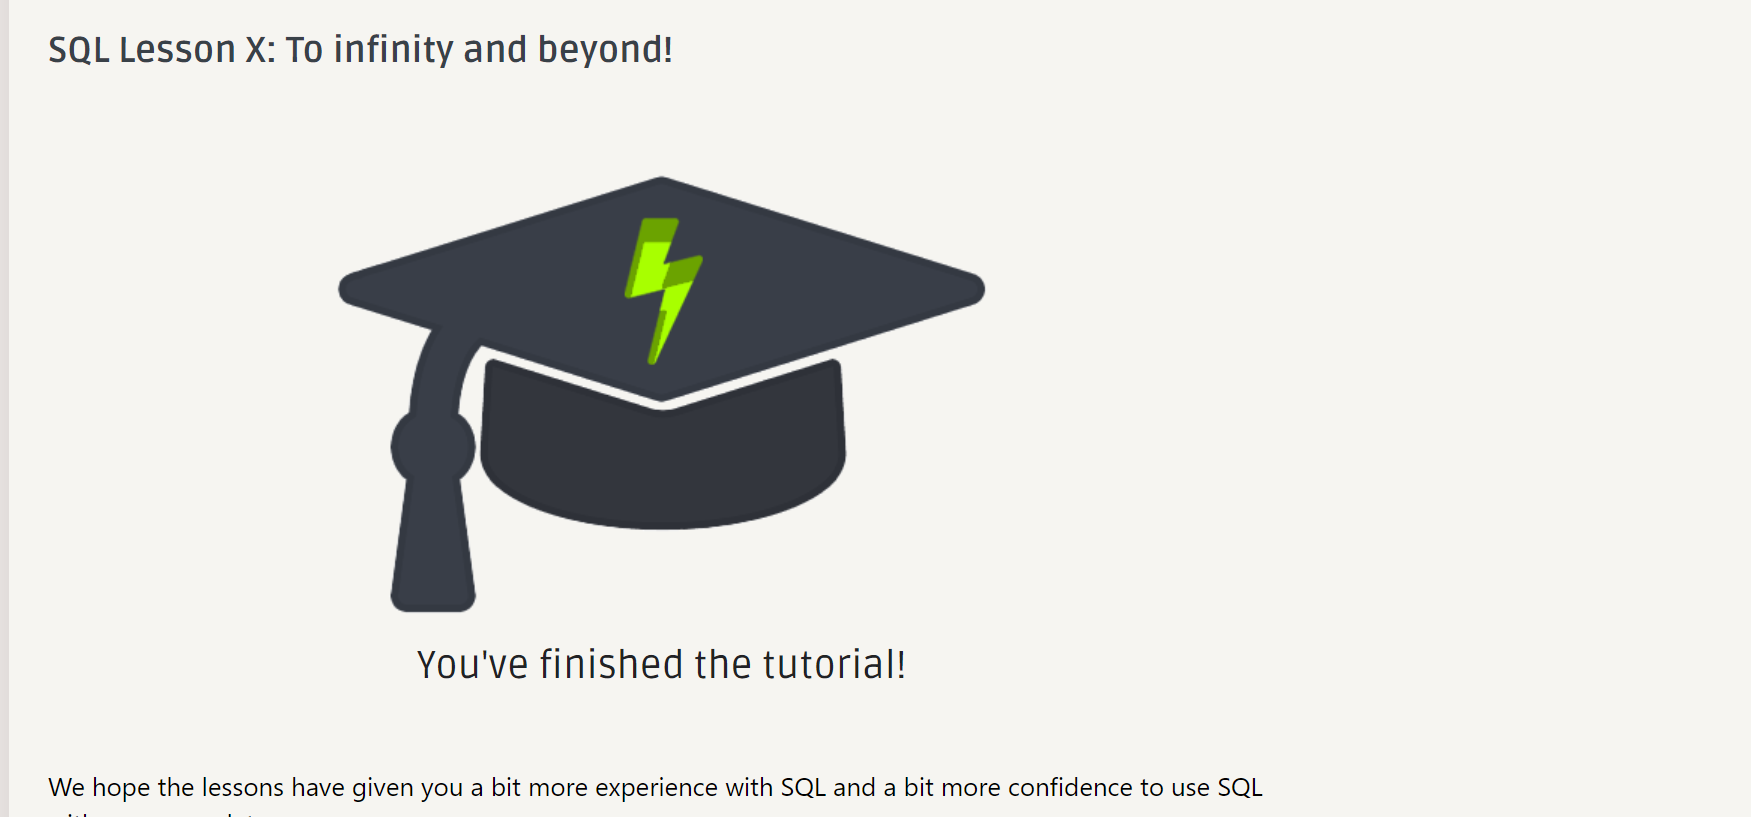 SQL Lesson X: To infinity and beyond!
You've finished the tutorial!
We hope the lessons have given you a bit more experience with SQL and a bit more confidence to use SQL